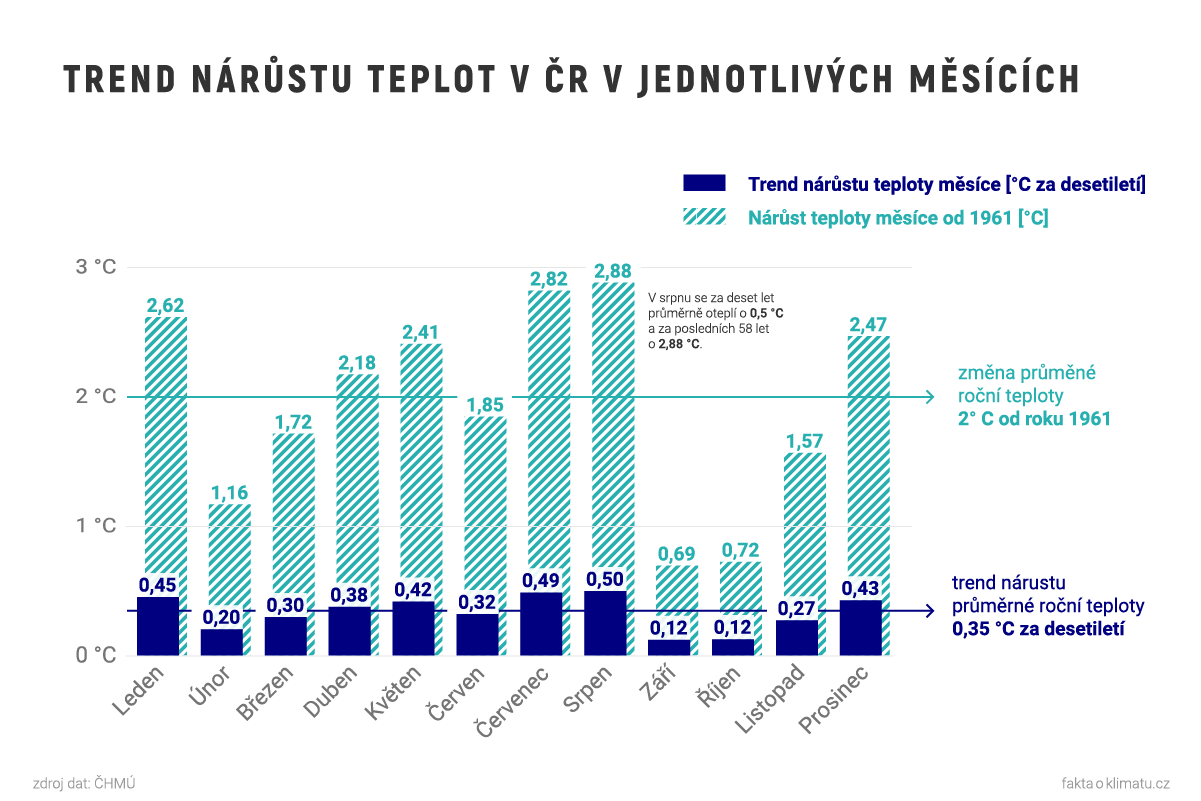 TREND NÁRŮSTU TEPLOT V ČR V JEDNOTLIVÝCH MĚSÍCÍCH
Trend nárůstu teploty měsíce [°C za desetiletí]
Nárůst teploty měsíce od 1961 [°C]
3 °C
2 °C
1 °C
0 °C
2,62
1,16
1,72
2,18
2,41
1,85
2,82
2,88
0,69
0,72
1,57
2,47
0,45
0,20
0,30
0,38
0,42
0,32
0,49
0,50
0,12
0,12
0,27
0,43
V srpnu se za deset let
průměrně oteplí o 0,5 °C
a za posledních 58 let
o 2,88 °C.
změna průměné
roční teploty
2° C od roku 1961
trend nárustu
průměrné roční teploty
0,35 °C za desetiletí
Leden
Únor
Březen
Duben
Květen
Červen
Červenec
Srpen
Září
Říjen
Listopad
Prosinec
zdroj dat: ČHMÚ
fakta o klimatu.cz